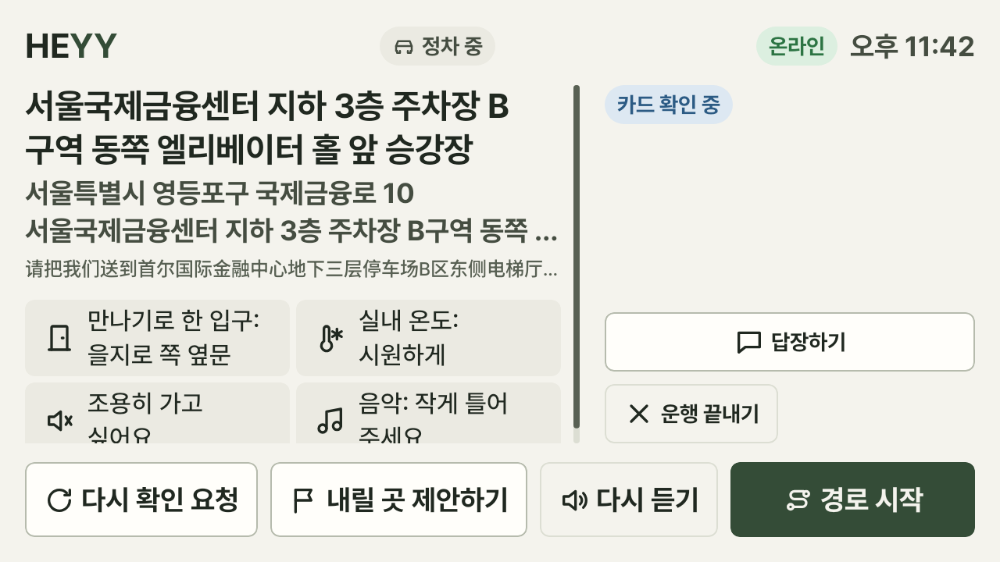 HEYY
정차 중
온라인
오후 11:42
서울국제금융센터 지하 3층 주차장 B
구역 동쪽 엘리베이터 홀 앞 승강장
서울특별시 영등포구 국제금융로 10
서울국제금융센터 지하 3층 주차장 B구역 동쪽 ...
请把我们送到首尔国际金融中心地下三层停车场B区东侧电梯厅...
만나기로 한 입구:
을지로 쪽 옆문
실내 온도:
시원하게
조용히 가고
싶어요
음악: 작게 틀어
주세요
카드 확인 중
답장하기
운행 끝내기
다시 확인 요청
내릴 곳 제안하기
다시 듣기
경로 시작